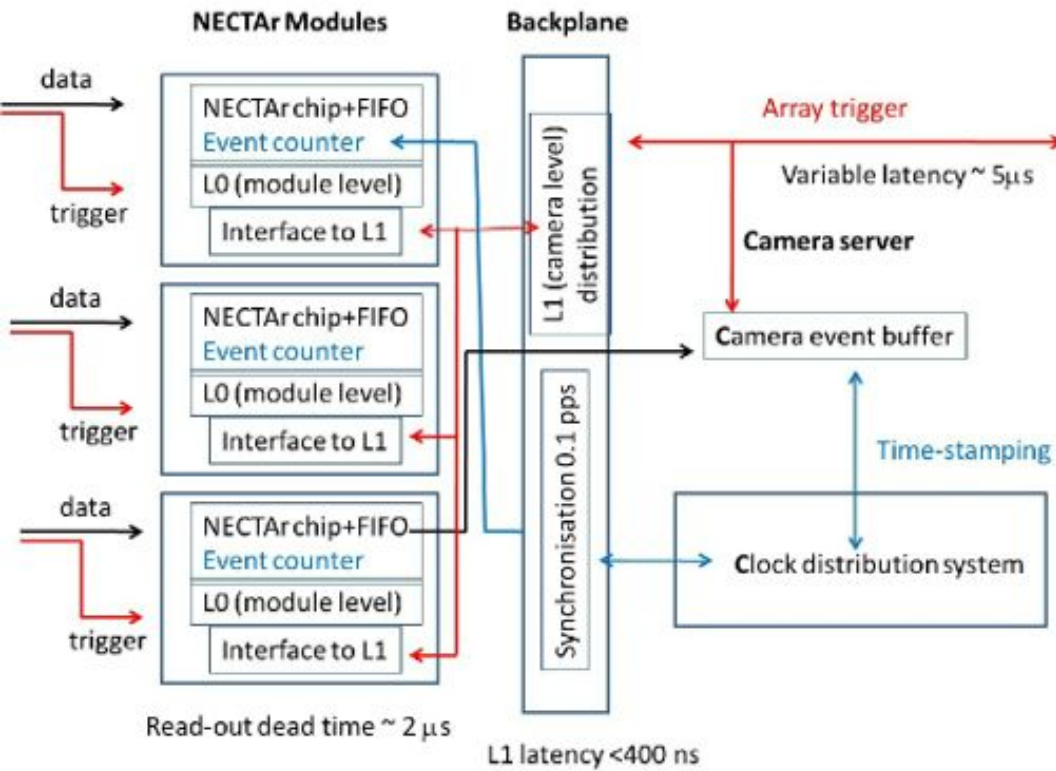 NECTAr Modules
Backplane
data
trigger
NECTAr chip+FIFO
Event counter
L0 (module level)
Interface to L1
data
trigger
NECTAr chip+FIFO
Event counter
L0 (module level)
Interface to L1
data
trigger
NECTAr chip+FIFO
Event counter
L0 (module level)
Interface to L1
Read-out dead time ~ 2 μs
L1 (camera level)
distribution
Synchronisation 0.1 pps
L1 latency <400 ns
Array trigger
Variable latency ~ 5μs
Camera server
Camera event buffer
Time-stamping
Clock distribution system